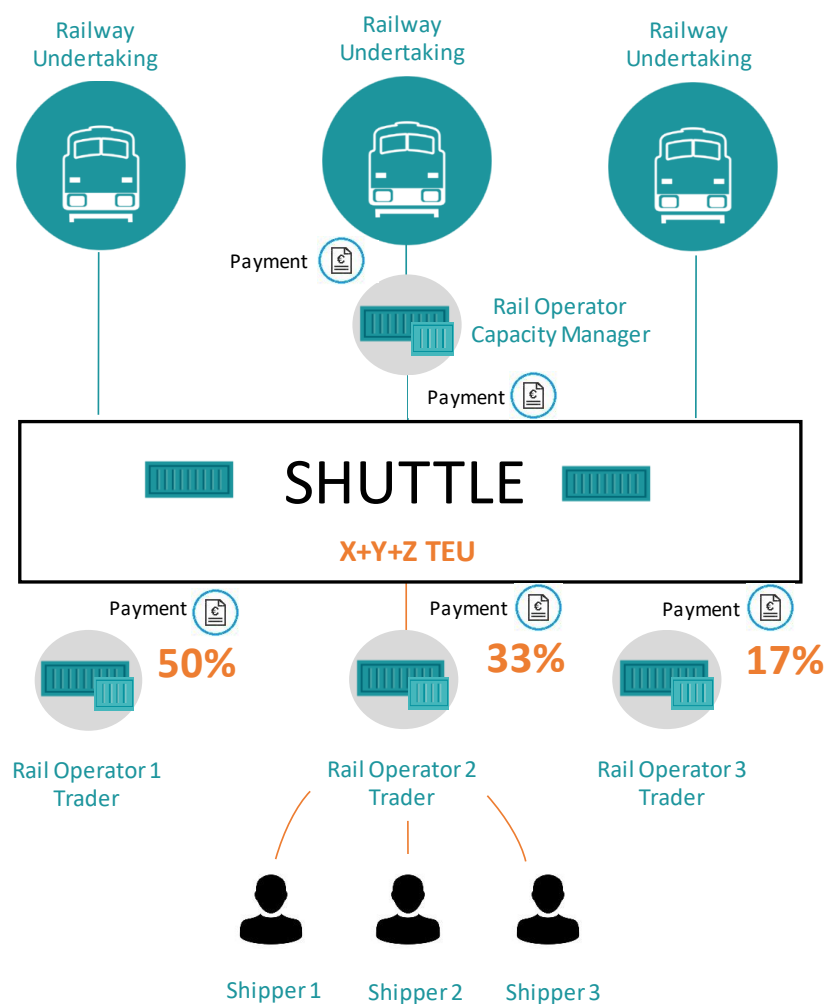 Railway
Undertaking
Railway
Undertaking
Railway
Undertaking
Payment
€
Rail Operator
Capacity Manager
Payment
€
SHUTTLE
X+Y+Z TEU
Payment
€
50%
Payment
€
33%
Payment
€
17%
Rail Operator 1
Trader
Rail Operator 2
Trader
Rail Operator 3
Trader
Shipper 1
Shipper 2
Shipper 3